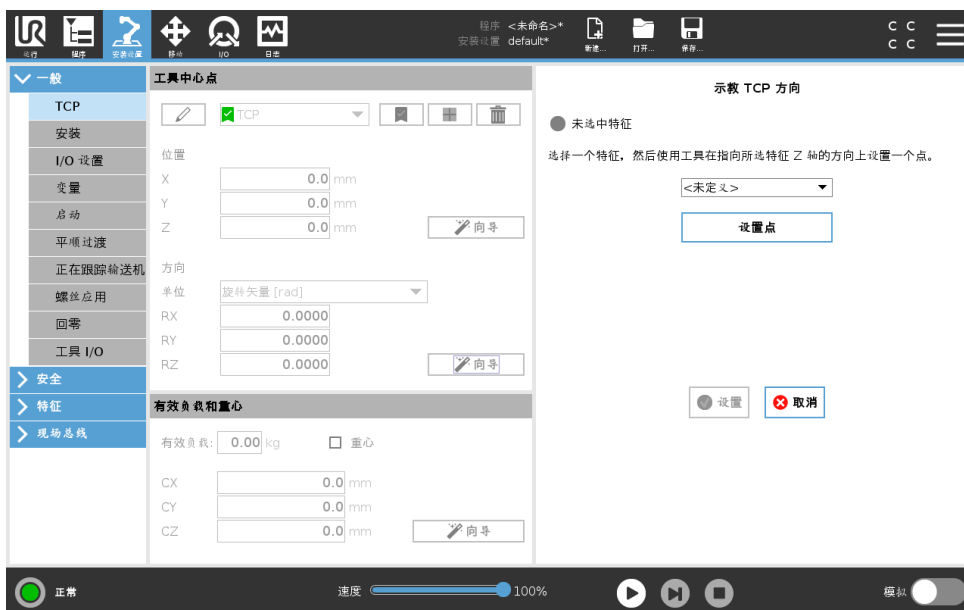 UR
程序 <未命名>*
安装设置 default*
运行
程序
安装设置
移动
I/O
日志
新建...
打开...
保存...
C C
C C
一般
TCP
安装
I/O 设置
变量
启动
平顺过渡
正在跟踪输送机
螺丝应用
回零
工具 I/O
安全
特征
现场总线
工具中心点
TCP
位置
X 0.0 mm
Y 0.0 mm
Z 0.0 mm 向导
方向
单位 旋转矢量 [rad]
RX 0.0000
RY 0.0000
RZ 0.0000 向导
有效负载和重心
有效负载: 0.00 kg 重心
CX 0.0 mm
CY 0.0 mm
CZ 0.0 mm 向导
示教 TCP 方向
未选中特征
选择一个特征，然后使用工具在指向所选特征 Z 轴的方向上设置一个点。
<未定义>
设置点
设置 取消
正常
速度 100%
模拟